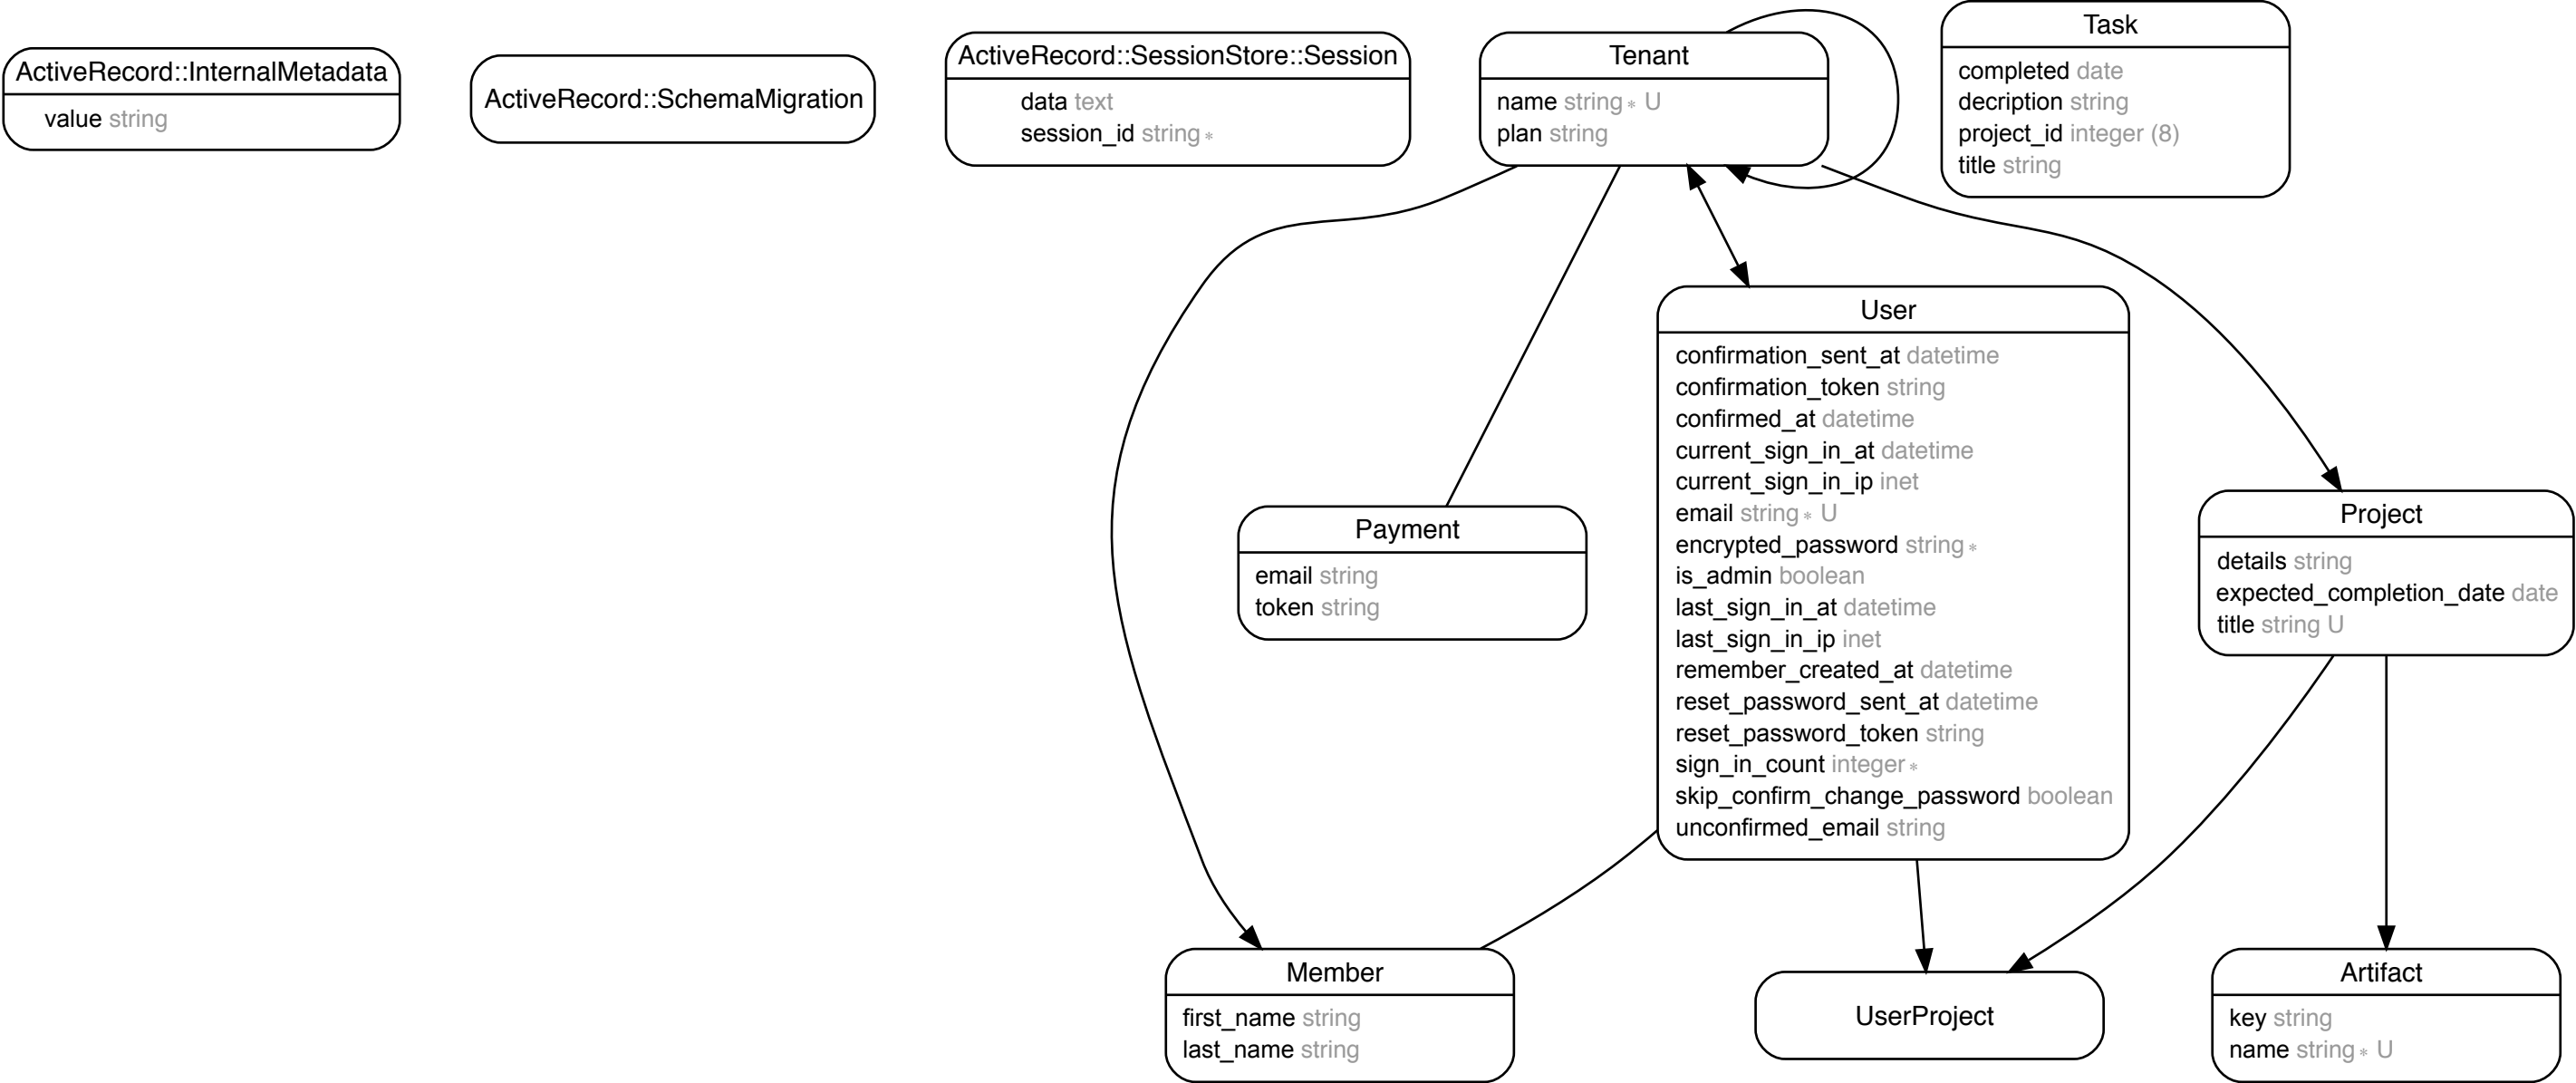 ActiveRecord::InternalMetadata
value string
ActiveRecord::SchemaMigration
ActiveRecord::SessionStore::Session
data text
session_id string ∗
Tenant
name string ∗ U
plan string
Task
completed date
decription string
project_id integer (8)
title string
User
confirmation_sent_at datetime
confirmation_token string
confirmed_at datetime
current_sign_in_at datetime
current_sign_in_ip inet
email string ∗ U
encrypted_password string ∗
is_admin boolean
last_sign_in_at datetime
last_sign_in_ip inet
remember_created_at datetime
reset_password_sent_at datetime
reset_password_token string
sign_in_count integer ∗
skip_confirm_change_password boolean
unconfirmed_email string
Payment
email string
token string
Project
details string
expected_completion_date date
title string U
Member
first_name string
last_name string
UserProject
Artifact
key string
name string ∗ U